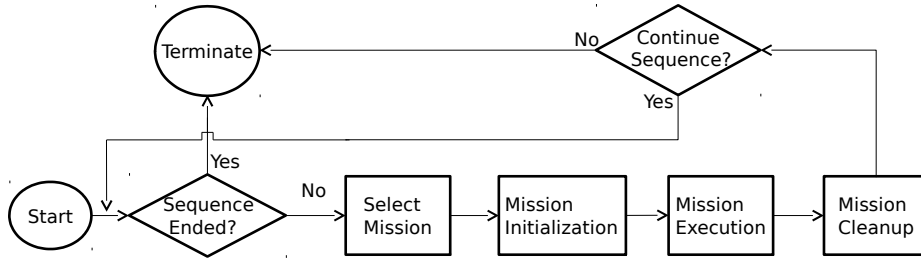 Terminate
No
Continue
Sequence?
Yes
Yes
Start
Sequence
Ended?
No
Select
Mission
Mission
Initialization
Mission
Execution
Mission
Cleanup